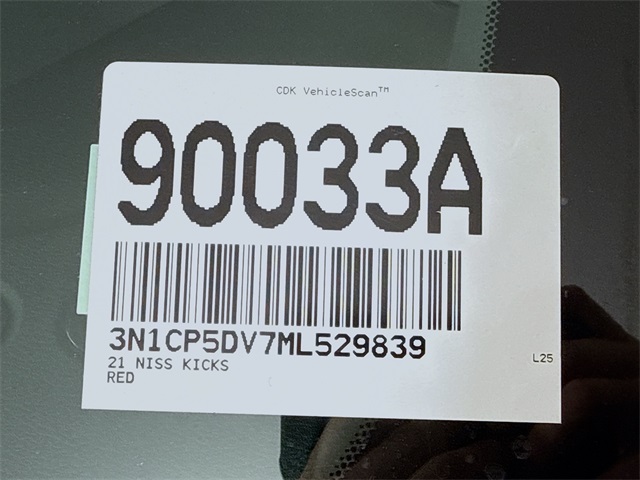 CDK VehicleScan™
90033A
3N1CP5DV7ML529839
21 NISS KICKS
RED
L25